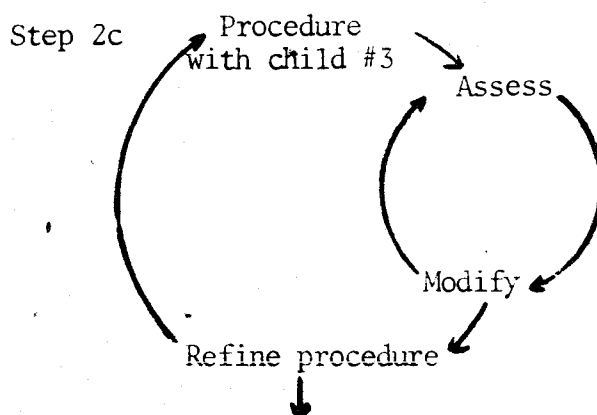 Step 2c
Procedure
with child #3
Assess
Modify
Refine procedure